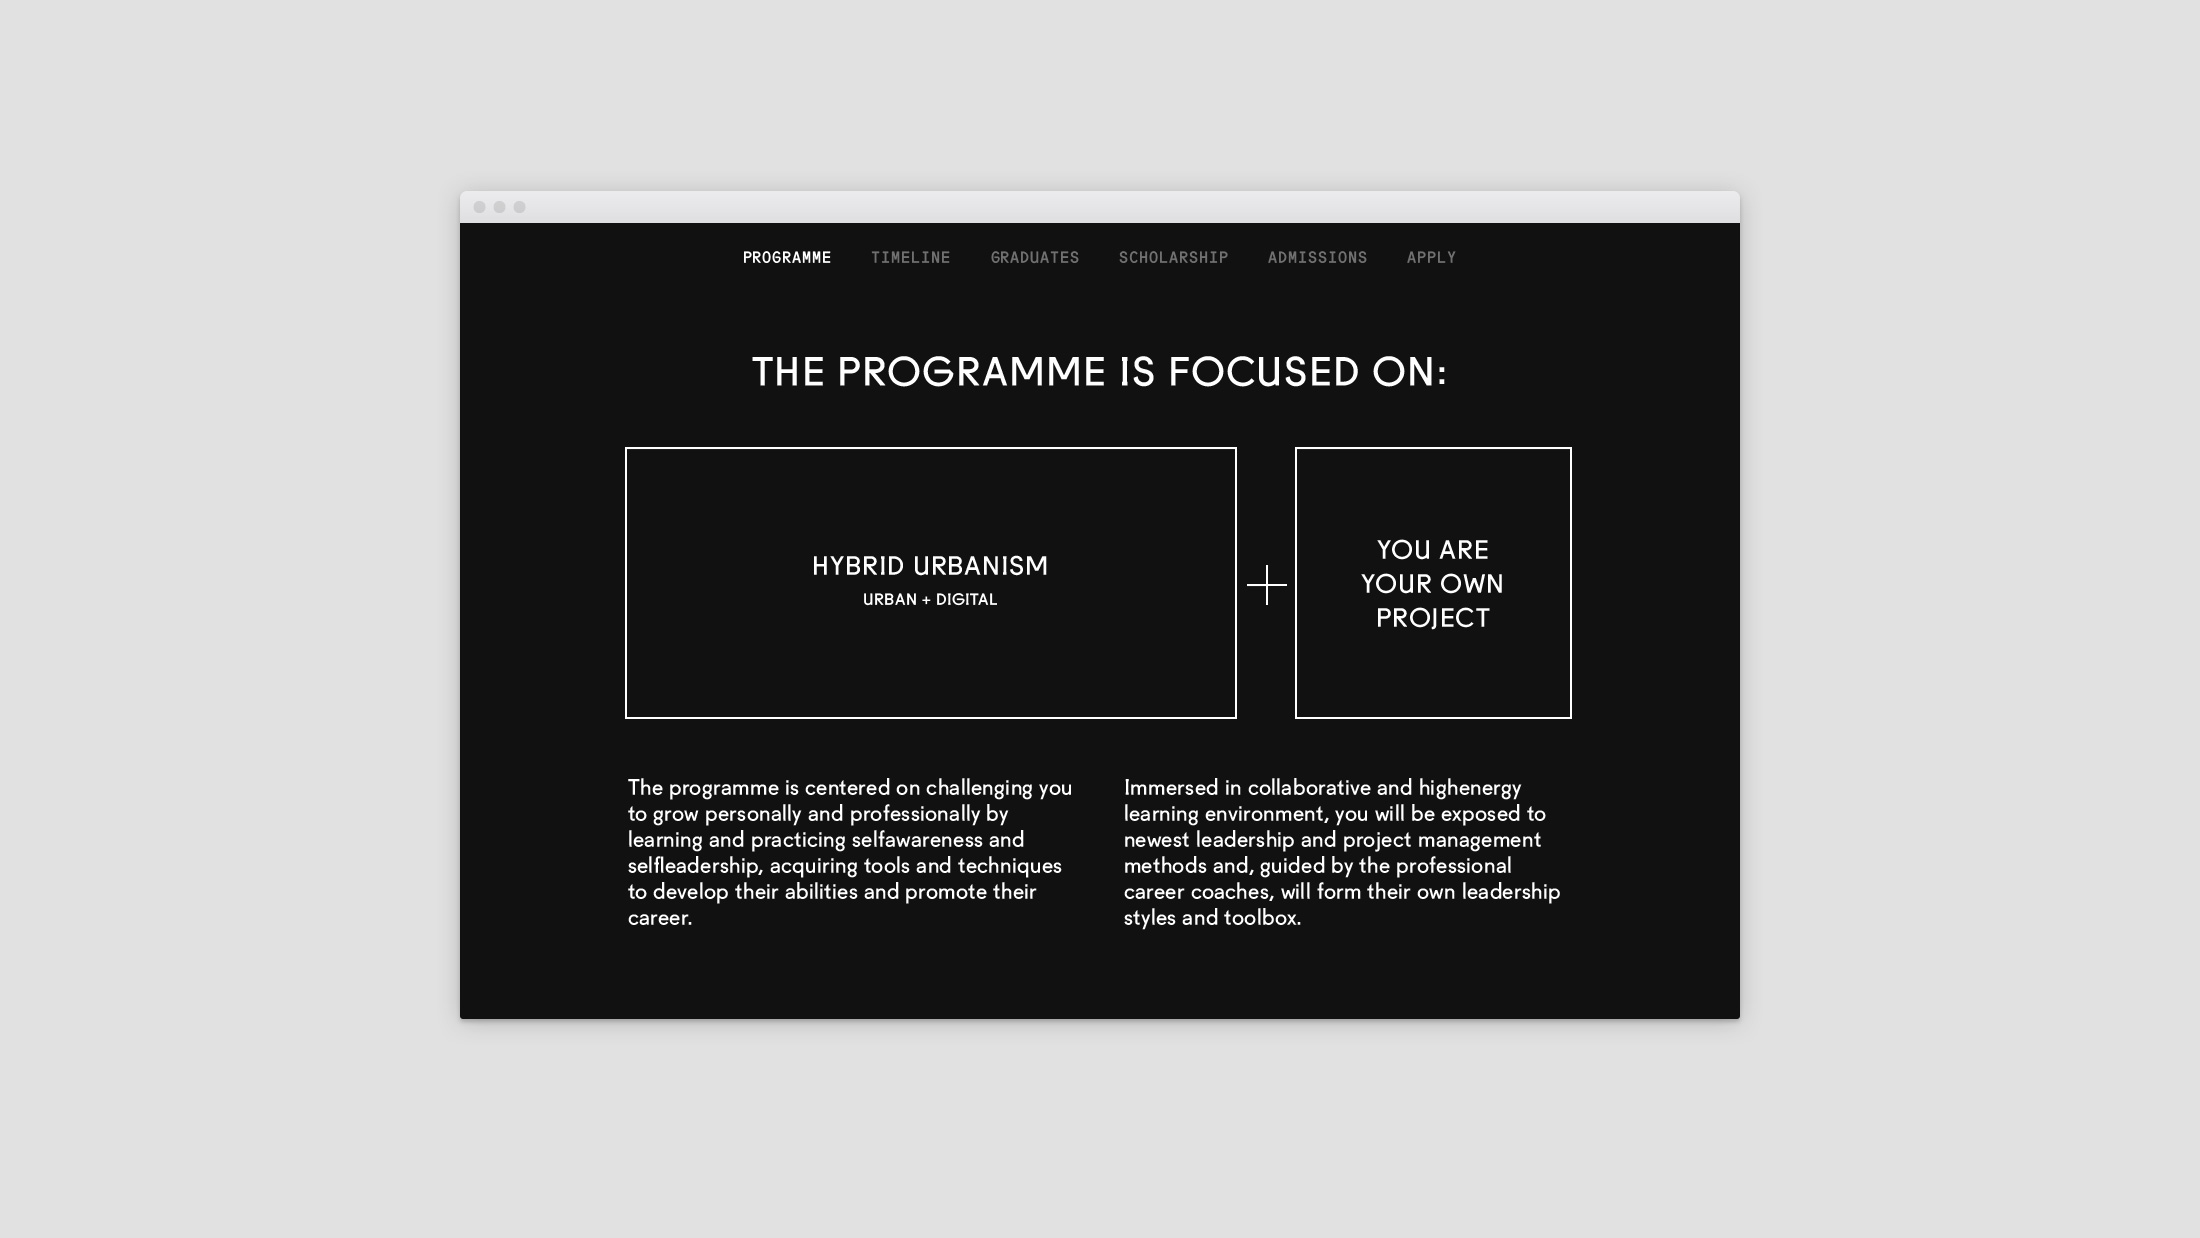 PROGRAMME TIMELINE GRADUATES SCHOLARSHIP ADMISSIONS APPLY
THE PROGRAMME IS FOCUSED ON:
HYBRID URBANISM
URBAN + DIGITAL
+
YOU ARE
YOUR OWN
PROJECT
The programme is centered on challenging you
to grow personally and professionally by
learning and practicing selfawareness and
selfleadership, acquiring tools and techniques
to develop their abilities and promote their
career.
Immersed in collaborative and highenergy
learning environment, you will be exposed to
newest leadership and project management
methods and, guided by the professional
career coaches, will form their own leadership
styles and toolbox.